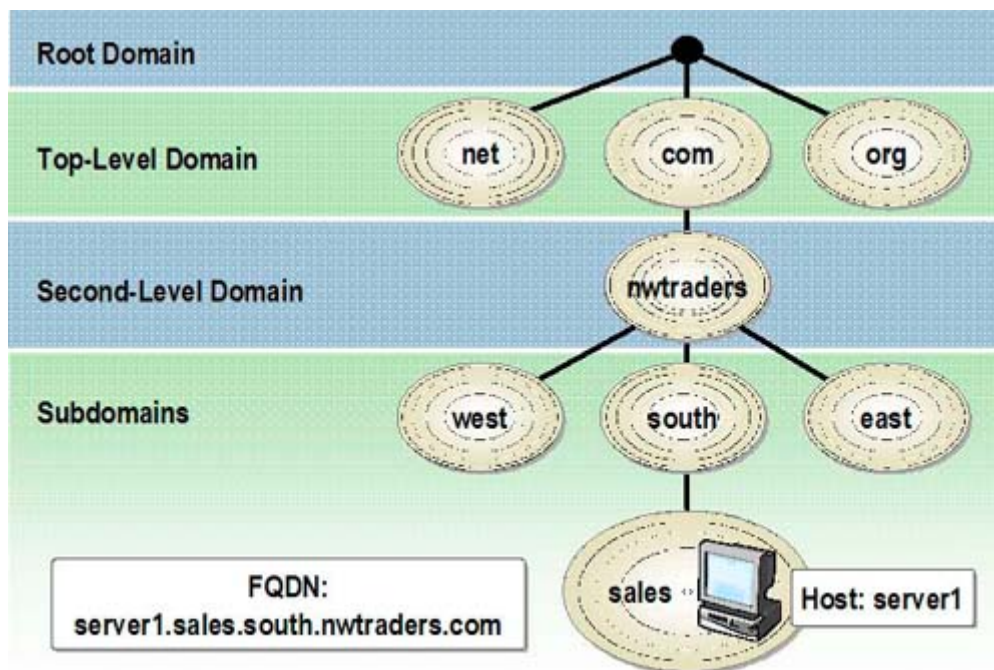 Root Domain
Top-Level Domain
net
com
org
Second-Level Domain
nwtraders
Subdomains
west
south
east
sales
Host: server1
FQDN:
server1.sales.south.nwtraders.com